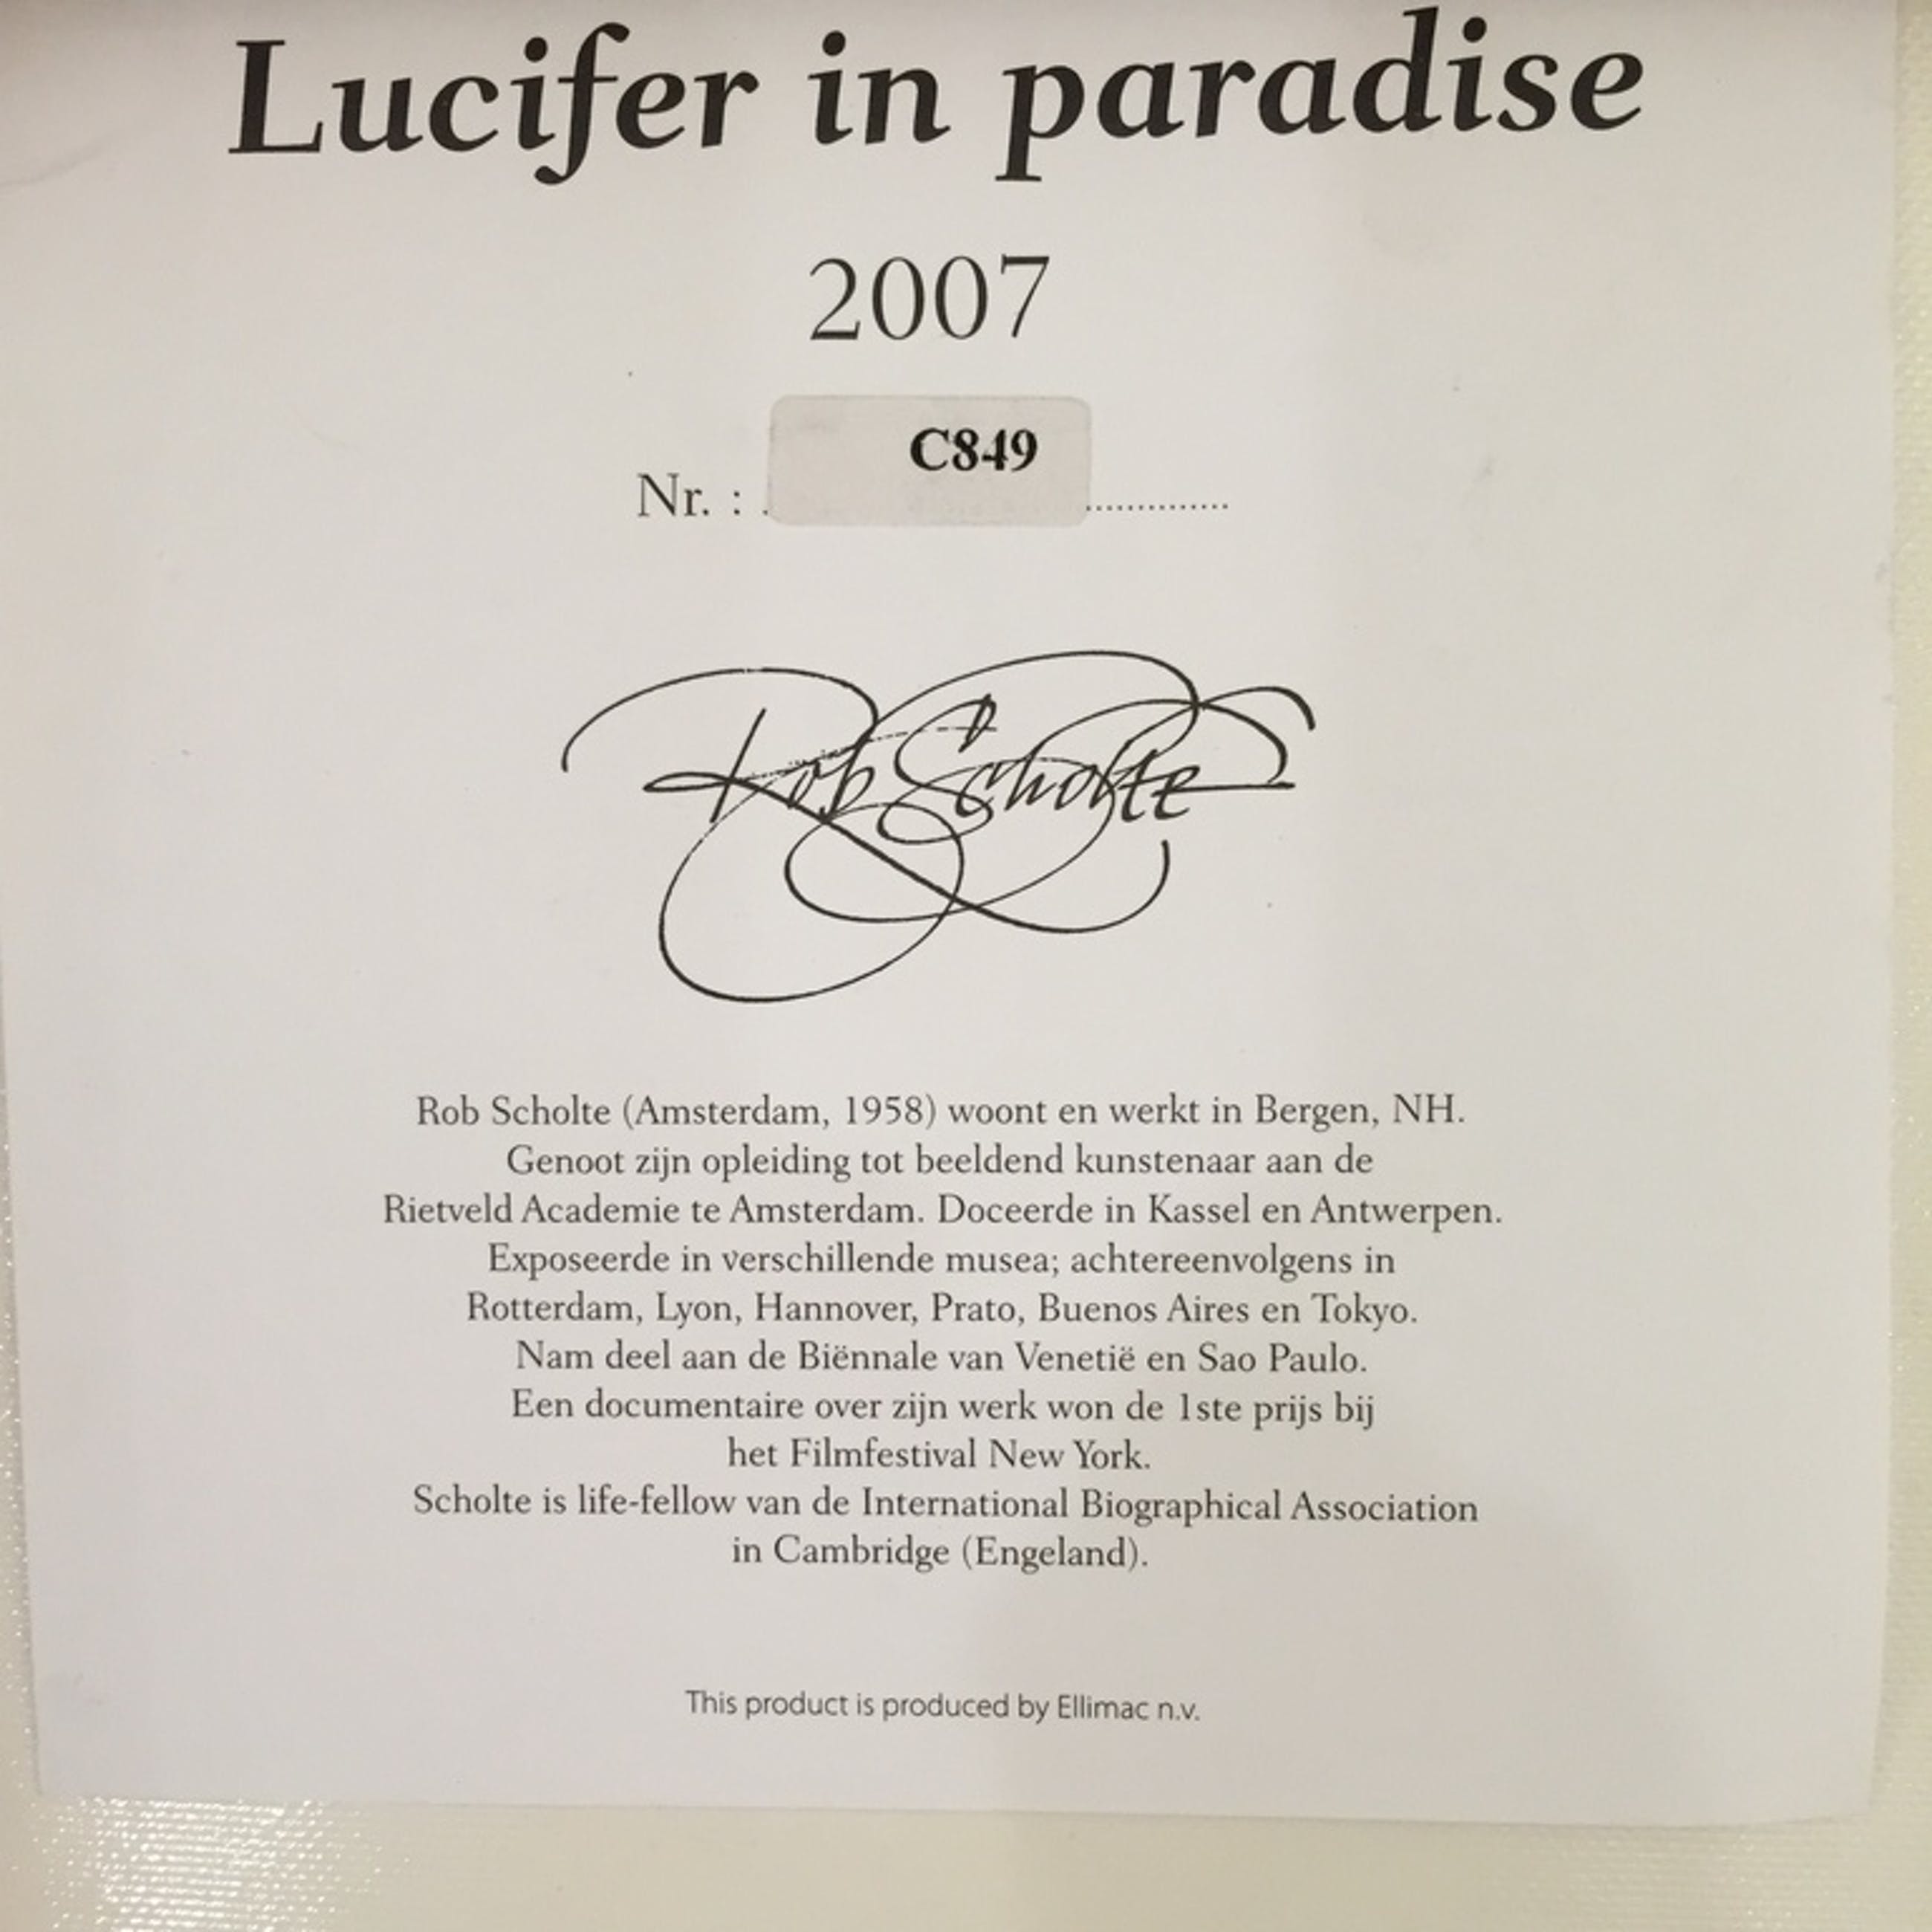 Lucifer in paradise
2007
C849
Nr. : . ..............
Rob Scholte
Rob Scholte (Amsterdam, 1958) woont en werkt in Bergen, NH.
Genoot zijn opleiding tot beeldend kunstenaar aan de
Rietveld Academie te Amsterdam. Doceerde in Kassel en Antwerpen.
Exposeerde in verschillende musea; achtereenvolgens in
Rotterdam, Lyon, Hannover, Prato, Buenos Aires en Tokyo.
Nam deel aan de Biënnale van Venetië en Sao Paulo.
Een documentaire over zijn werk won de 1ste prijs bij
het Filmfestival New York.
Scholte is life-fellow van de International Biographical Association
in Cambridge (Engeland).
This product is produced by Ellimac n.v.